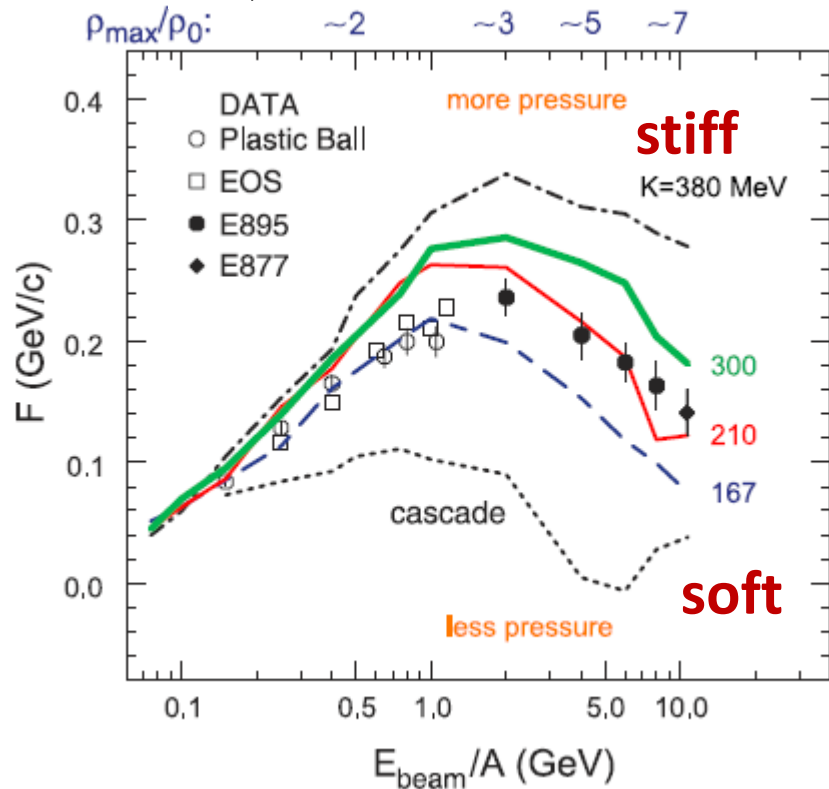 ρmax/ρ0: ~2 ~3 ~5 ~7
0.4
0.3
0.2
0.1
0.0
F (GeV/c)
DATA
Plastic Ball
EOS
E895
E877
more pressure
stiff
K=380 MeV
300
210
167
cascade
soft
less pressure
0,1 0,5 1,0 5,0 10,0
Ebeam/A (GeV)